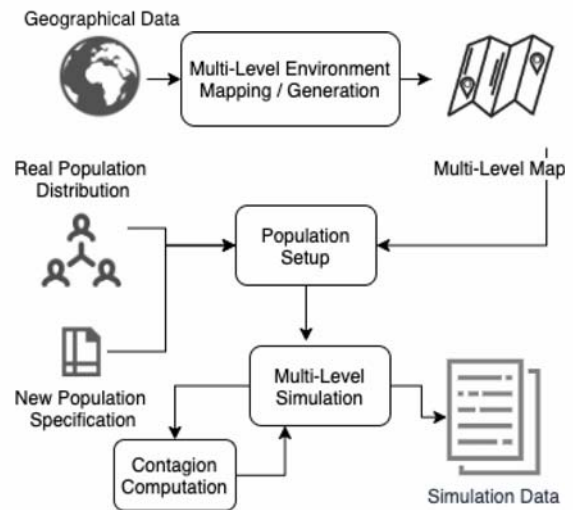 Geographical Data
Multi-Level Environment
Mapping / Generation
Real Population
Distribution
Multi-Level Map
Population
Setup
New Population
Specification
Multi-Level
Simulation
Contagion
Computation
Simulation Data